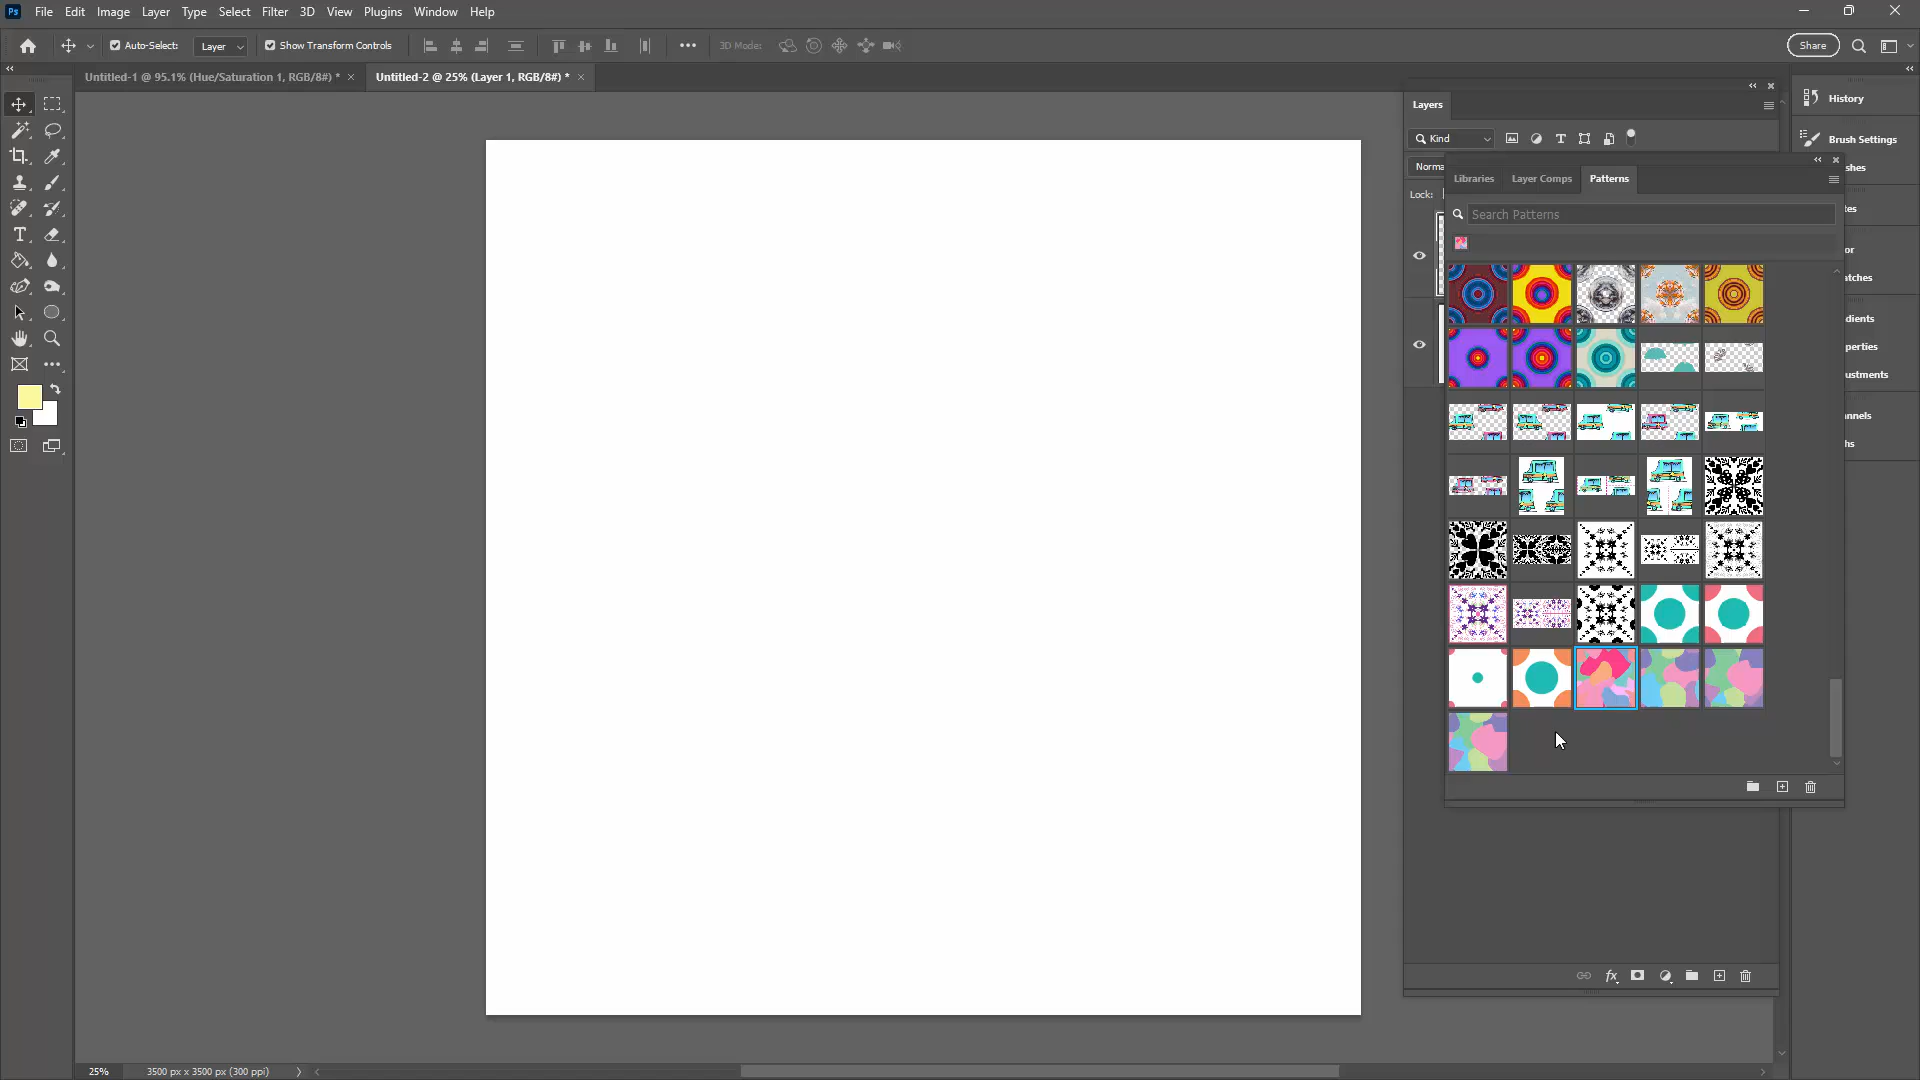 Ps File Edit Image Layer Type Select Filter 3D View Plugins Window Help
Auto-Select: Layer Show Transform Controls 3D Mode: Share
Untitled-1 @ 95.1% (Hue/Saturation 1, RGB/8#) * Untitled-2 @ 25% (Layer 1, RGB/8#) *
Layers
Kind
Norma
Lock:
Libraries Layer Comps Patterns
Search Patterns
History
Brush Settings
shes
tes
or
atches
dients
perties
ustments
nnels
hs
fx
25% 3500 px x 3500 px (300 ppi)